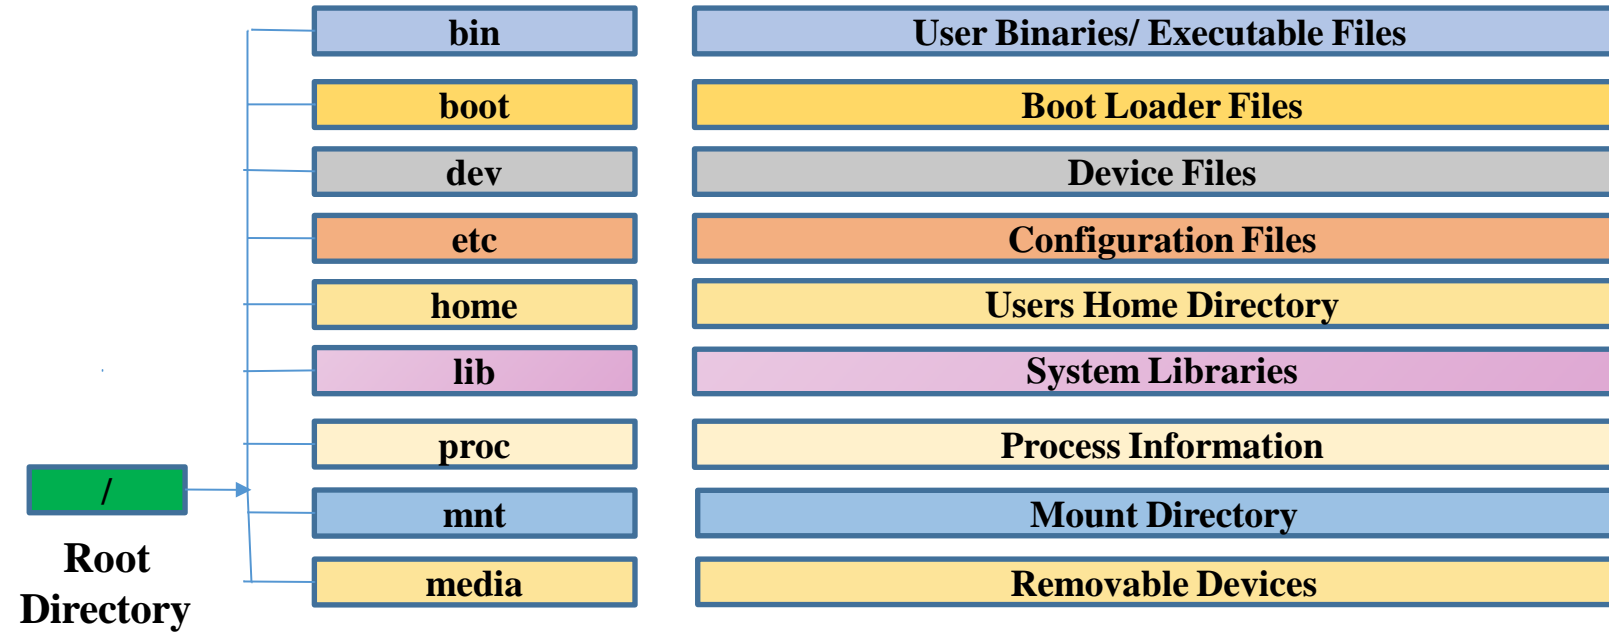 bin User Binaries/ Executable Files
boot Boot Loader Files
dev Device Files
etc Configuration Files
home Users Home Directory
lib System Libraries
proc Process Information
/
mnt Mount Directory
Root
media Removable Devices
Directory